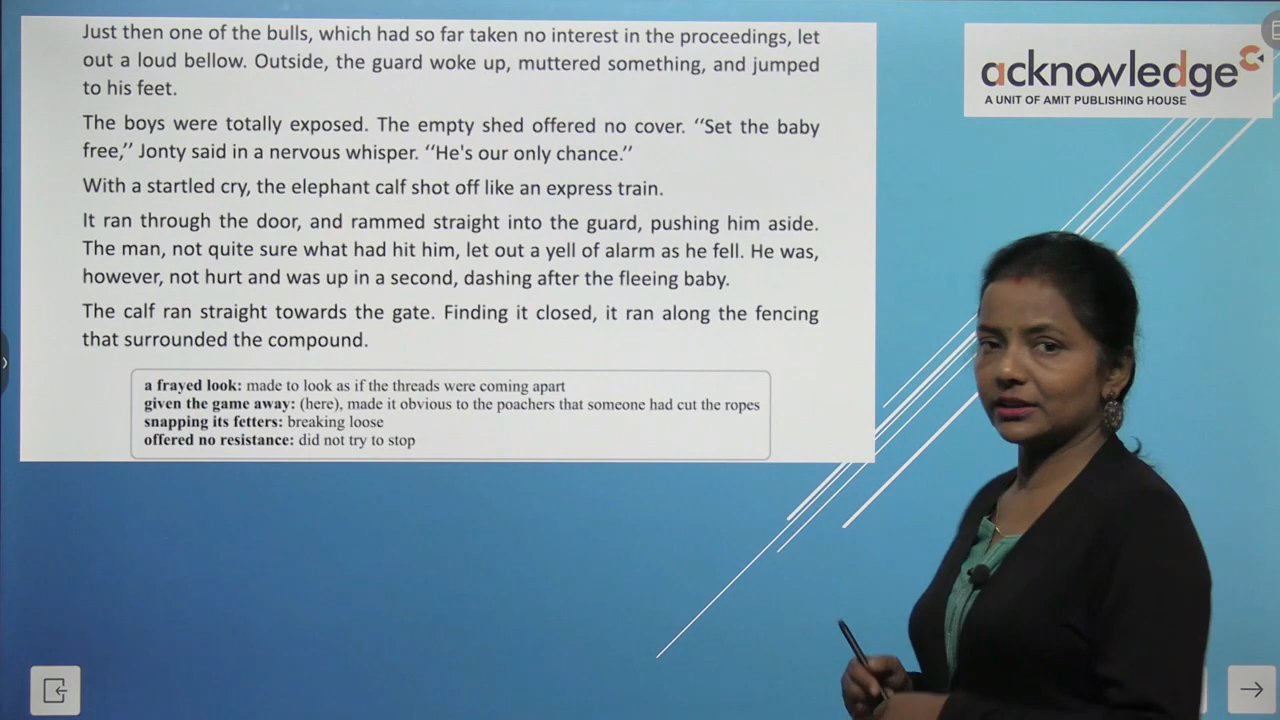 Just then one of the bulls, which had so far taken no interest in the proceedings, let
out a loud bellow. Outside, the guard woke up, muttered something, and jumped
to his feet.
The boys were totally exposed. The empty shed offered no cover. ‘‘Set the baby
free,’’ Jonty said in a nervous whisper. ‘‘He's our only chance.’’
With a startled cry, the elephant calf shot off like an express train.
It ran through the door, and rammed straight into the guard, pushing him aside.
The man, not quite sure what had hit him, let out a yell of alarm as he fell. He was,
however, not hurt and was up in a second, dashing after the fleeing baby.
The calf ran straight towards the gate. Finding it closed, it ran along the fencing
that surrounded the compound.
a frayed look: made to look as if the threads were coming apart
given the game away: (here), made it obvious to the poachers that someone had cut the ropes
snapping its fetters: breaking loose
offered no resistance: did not try to stop
acknowledge
A UNIT OF AMIT PUBLISHING HOUSE